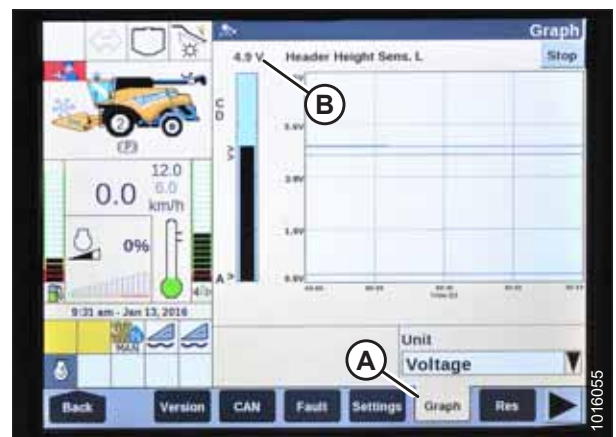 Graph
4.9 V
Header Height Sens. L
Stop
B
C
D
3.0V
2
(P)
12.0
6.0
km/h
0.0
0%
1.0V
0.0V
A
9:31 am - Jan 13, 2016
MAN
Unit
Voltage
A
Back
Version
CAN
Fault
Settings
Graph
Res
1016055